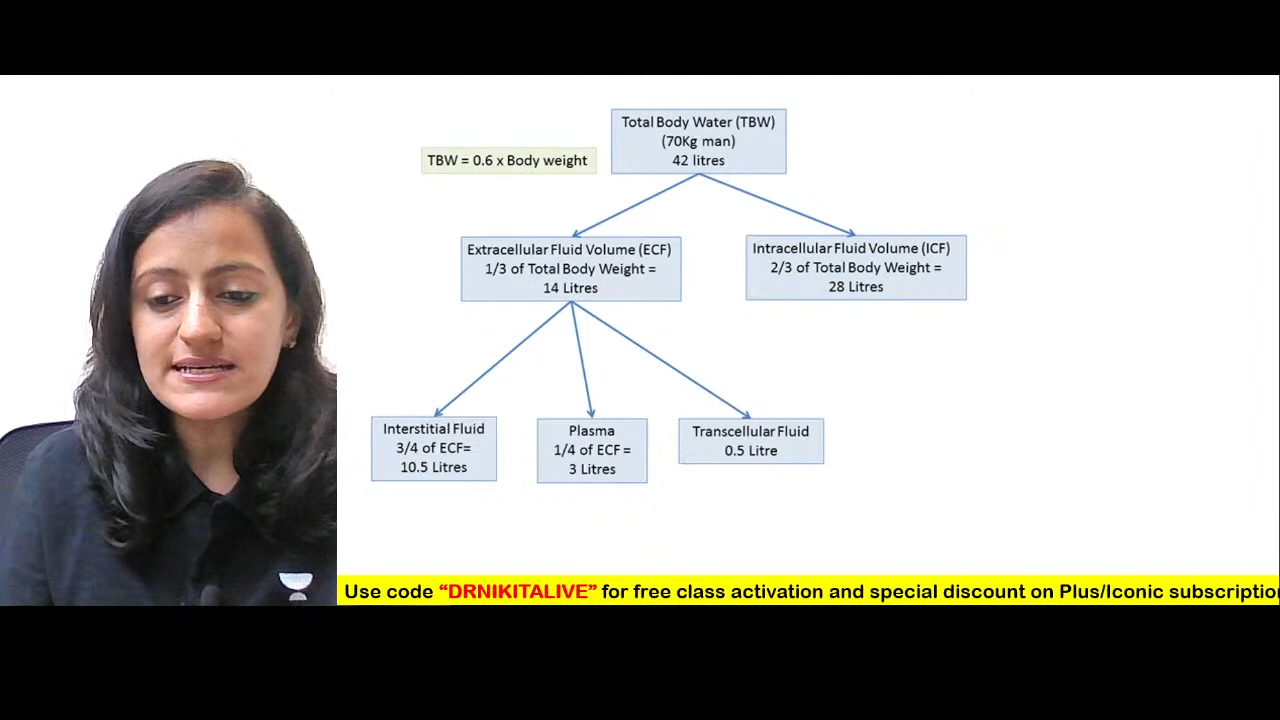 Total Body Water (TBW)
(70Kg man)
42 litres
TBW = 0.6 x Body weight
Extracellular Fluid Volume (ECF)
1/3 of Total Body Weight =
14 Litres
Intracellular Fluid Volume (ICF)
2/3 of Total Body Weight =
28 Litres
Interstitial Fluid
3/4 of ECF=
10.5 Litres
Plasma
1/4 of ECF =
3 Litres
Transcellular Fluid
0.5 Litre
Use code “DRNIKITALIVE” for free class activation and special discount on Plus/Iconic subscriptio